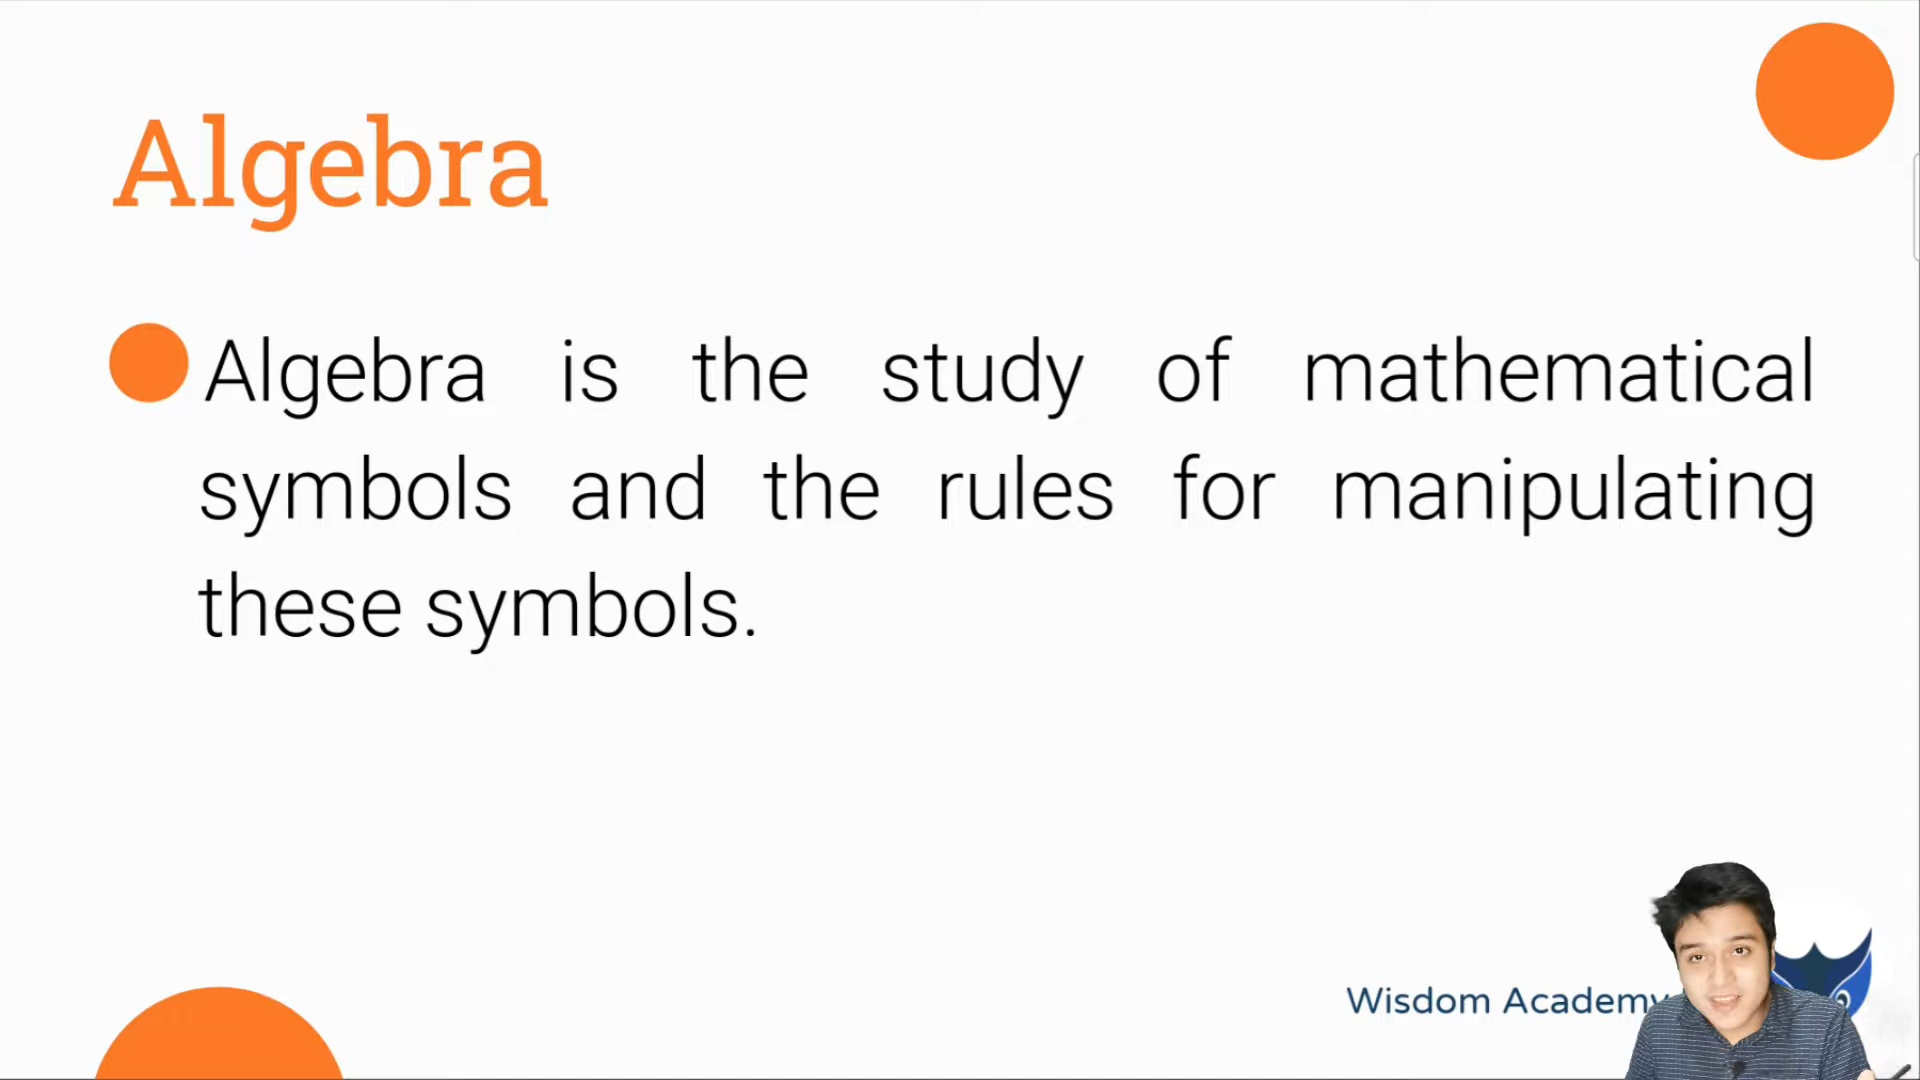 Algebra
Algebra is the study of mathematical
symbols and the rules for manipulating
these symbols.
Wisdom Academy